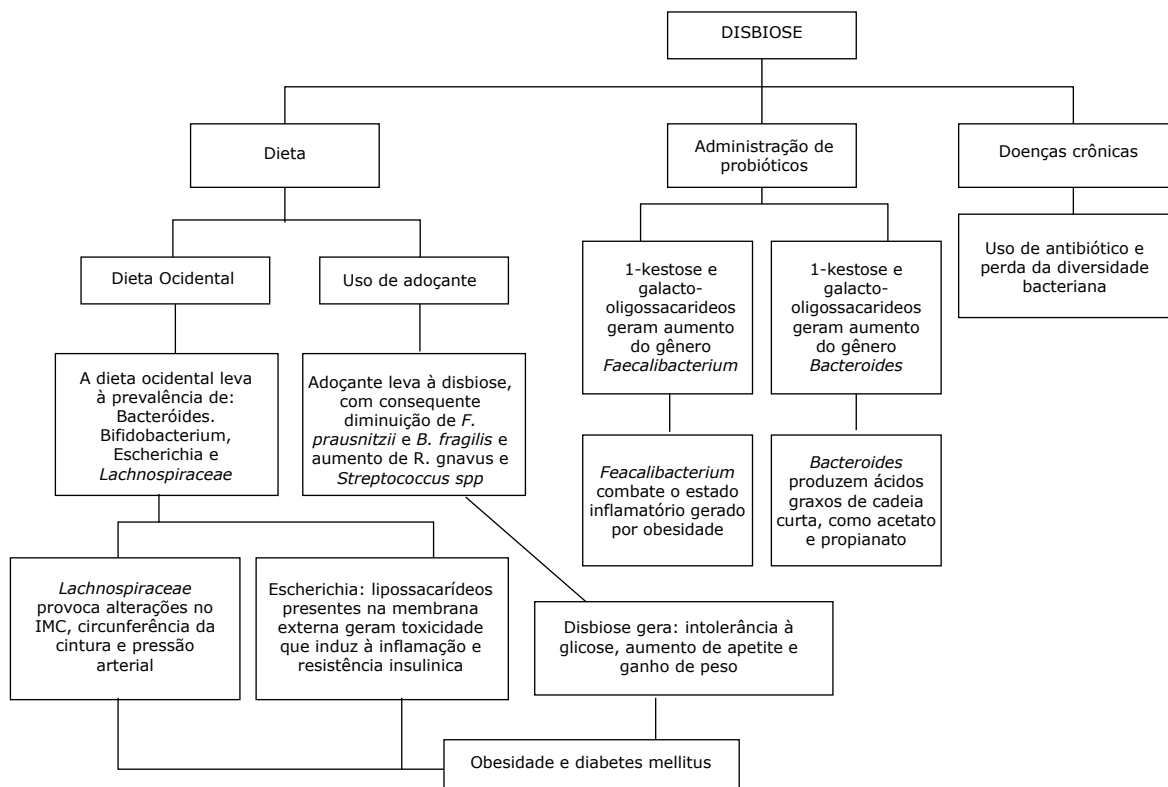 DISBIOSE
Dieta
Administração de
probióticos
Doenças crônicas
Dieta Ocidental
Uso de adoçante
1-kestose e
galacto-
oligossacarideos
geram aumento
do gênero
Faecalibacterium
1-kestose e
galacto-
oligossacarideos
geram aumento
do gênero
Bacteroides
Uso de antibiótico e
perda da diversidade
bacteriana
A dieta ocidental leva
à prevalência de:
Bacteróides.
Bifidobacterium,
Escherichia e
Lachnospiraceae
Adoçante leva à disbiose,
com consequente
diminuição de F.
prausnitzii e B. fragilis e
aumento de R. gnavus e
Streptococcus spp
Feacalibacterium
combate o estado
inflamatório gerado
por obesidade
Bacteroides
produzem ácidos
graxos de cadeia
curta, como acetato
e propianato
Lachnospiraceae
provoca alterações no
IMC, circunferência da
cintura e pressão
arterial
Escherichia: lipossacarídeos
presentes na membrana
externa geram toxicidade
que induz à inflamação e
resistência insulinica
Disbiose gera: intolerância à
glicose, aumento de apetite e
ganho de peso
Obesidade e diabetes mellitus